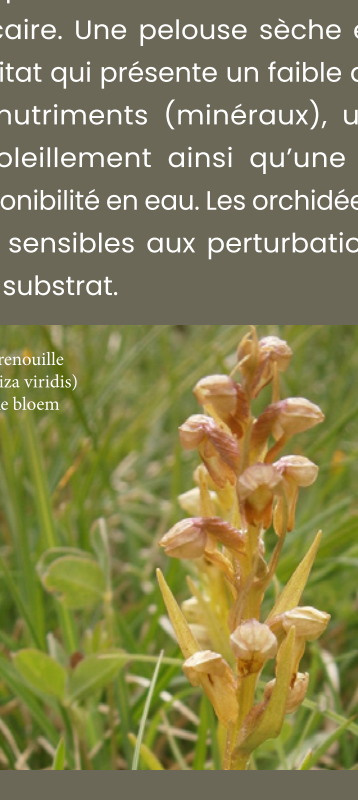 caire. Une pelouse sèche e
itat qui présente un faible
nutriments (minéraux), u
oleillement ainsi qu'une
onibilité en eau. Les orchidée
sensibles aux perturbatio
substrat.
renouille
iza viridis)
e bloem